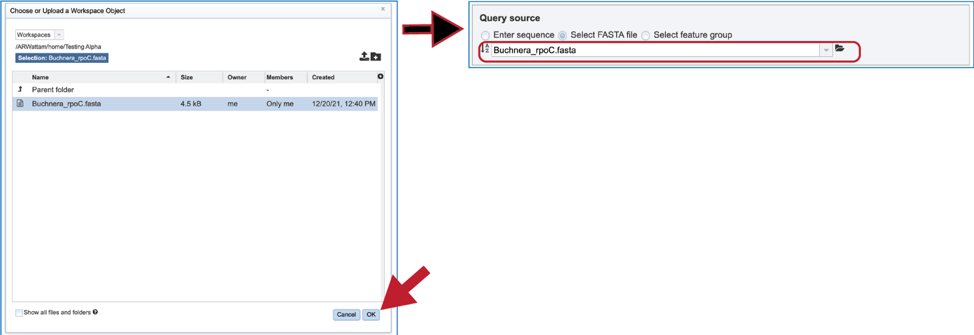 Choose or Upload a Workspace Object
x
Workspaces
/ARWattam/home/Testing Alpha
Selection: Buchnera_rpoC.fasta
Name Size Owner Members Created
Parent folder -
Buchnera_rpoC.fasta 4.5 kB me Only me 12/20/21, 12:40 PM
Show all files and folders ?
Cancel OK
Query source
Enter sequence Select FASTA file Select feature group
Buchnera_rpoC.fasta